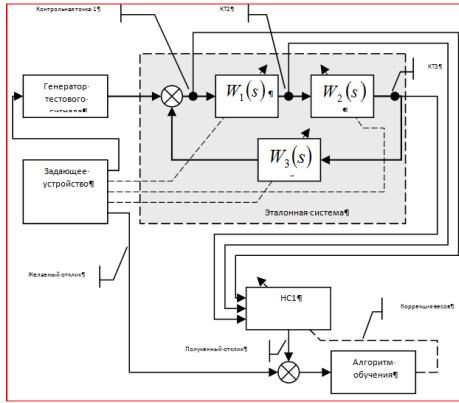 Контрольная·точка·1¶
КТ2¶
КТ3¶
Генератор·
тестового·
сигнала¶
W₁(s) ¶
W₂(s)
¶
W₃(s)
Задающее·
устройство¶
Эталонная·система¶
Желаемый·отклик¶
НС1¶
Коррекция·весов¶
Полученный·отклик¶
Алгоритм·
обучения¶